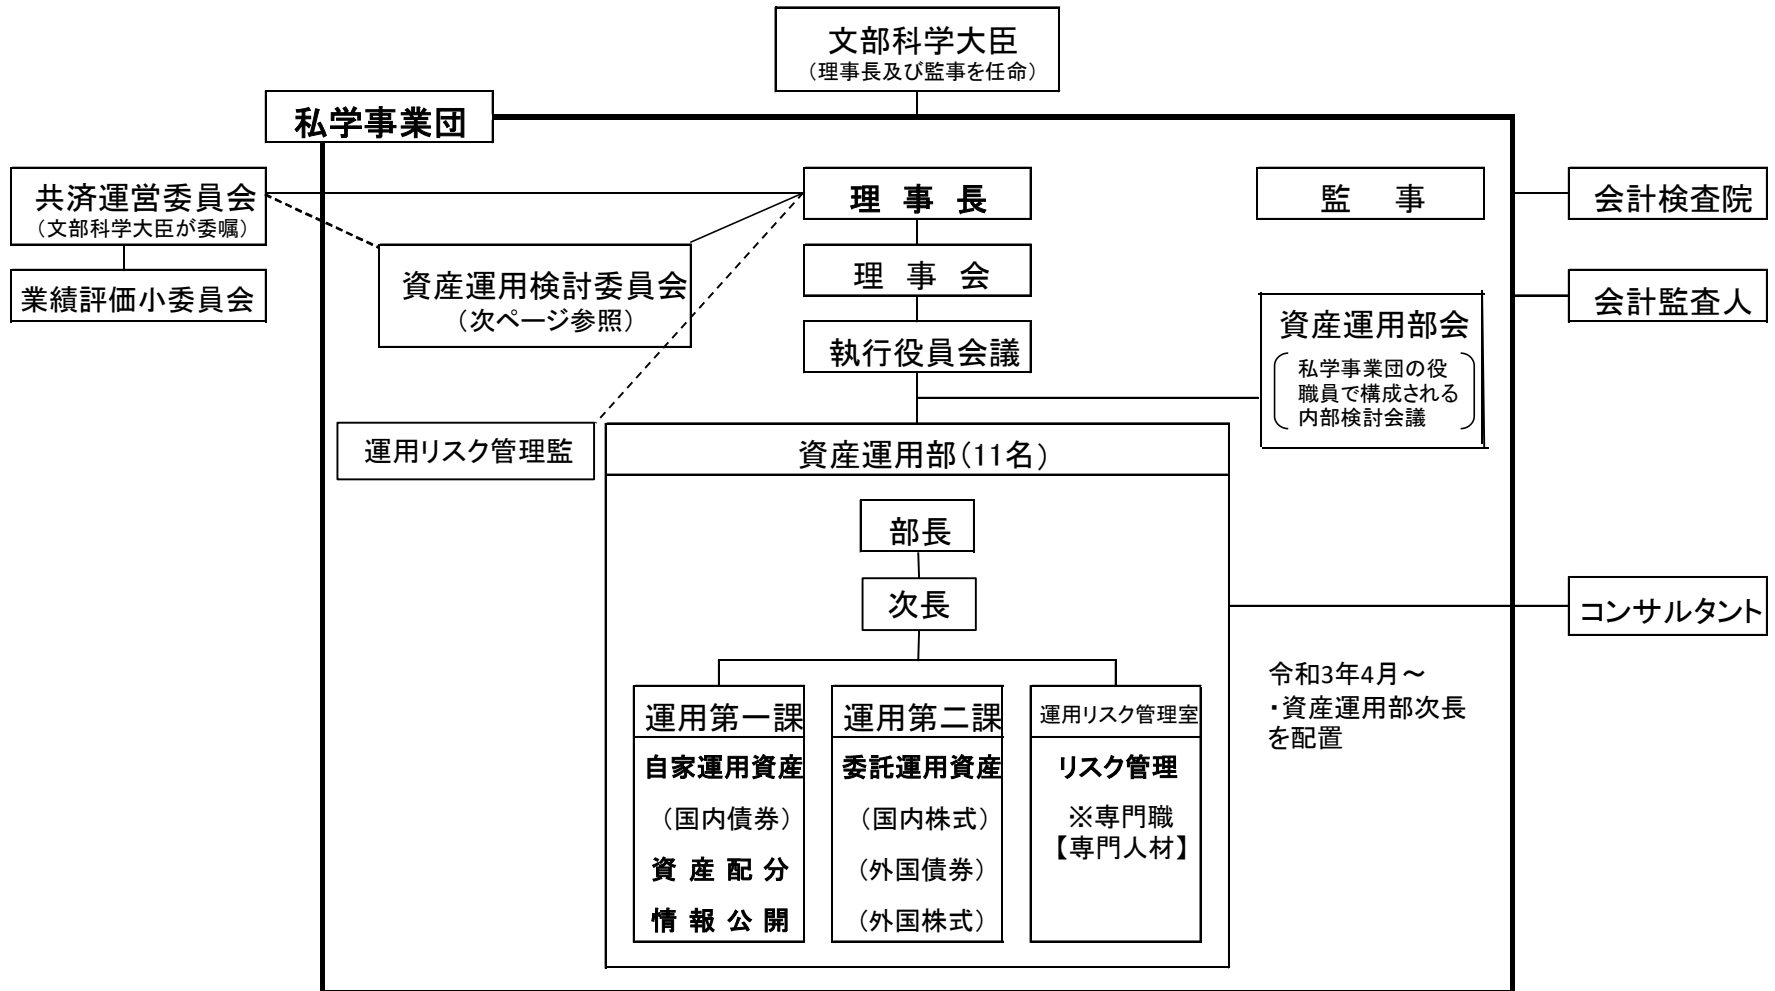 文部科学大臣
（理事長及び監事を任命）
私学事業団
共済運営委員会
（文部科学大臣が委嘱）
業績評価小委員会
資産運用検討委員会
（次ページ参照）
理 事 長
理 事 会
執行役員会議
監 事
会計検査院
会計監査人
資産運用部会
私学事業団の役
職員で構成される
内部検討会議
運用リスク管理監
資産運用部（11名）
部長
次長
コンサルタント
令和3年4月～
・資産運用部次長
を配置
運用第一課
自家運用資産
（国内債券）
資 産 配 分
情 報 公 開
運用第二課
委託運用資産
（国内株式）
（外国債券）
（外国株式）
運用リスク管理室
リスク管理
※専門職
【専門人材】